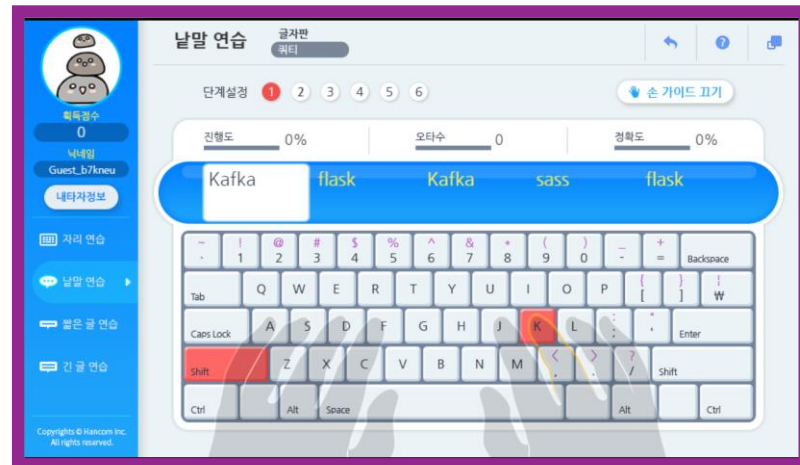 낱말 연습
글자판
쿼티
획득점수
0
닉네임
Guest_b7kneu
내타자정보
자리 연습
낱말 연습
짧은 글 연습
긴 글 연습
Copyrights © Hancom Inc.
All rights reserved.
단계설정 1 2 3 4 5 6
손 가이드 끄기
진행도 0% 오타수 0 정확도 0%
Kafka flask Kafka sass flask
~ ! @ # $ % ^ & * ( ) _ +
` 1 2 3 4 5 6 7 8 9 0 - = Backspace
{ } |
Tab Q W E R T Y U I O P [ ] ₩
: "
Caps Lock A S D F G H J K L ; ' Enter
< > ?
Shift Z X C V B N M , . / Shift
Ctrl Alt Space Alt Ctrl